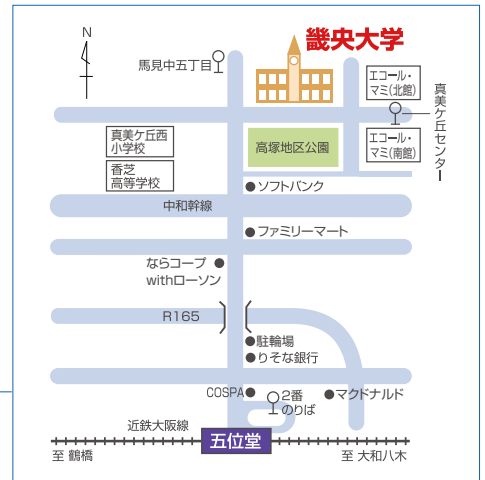 N
畿央大学
馬見中五丁目
エコール・
マミ(北館)
真美ケ丘センター
真美ケ丘西
小学校
高塚地区公園
エコール・
マミ(南館)
香芝
高等学校
ソフトバンク
中和幹線
ファミリーマート
ならコープ
withローソン
R165
駐輪場
りそな銀行
COSPA
2番
のりば
マクドナルド
近鉄大阪線
五位堂
至 鶴橋
至 大和八木